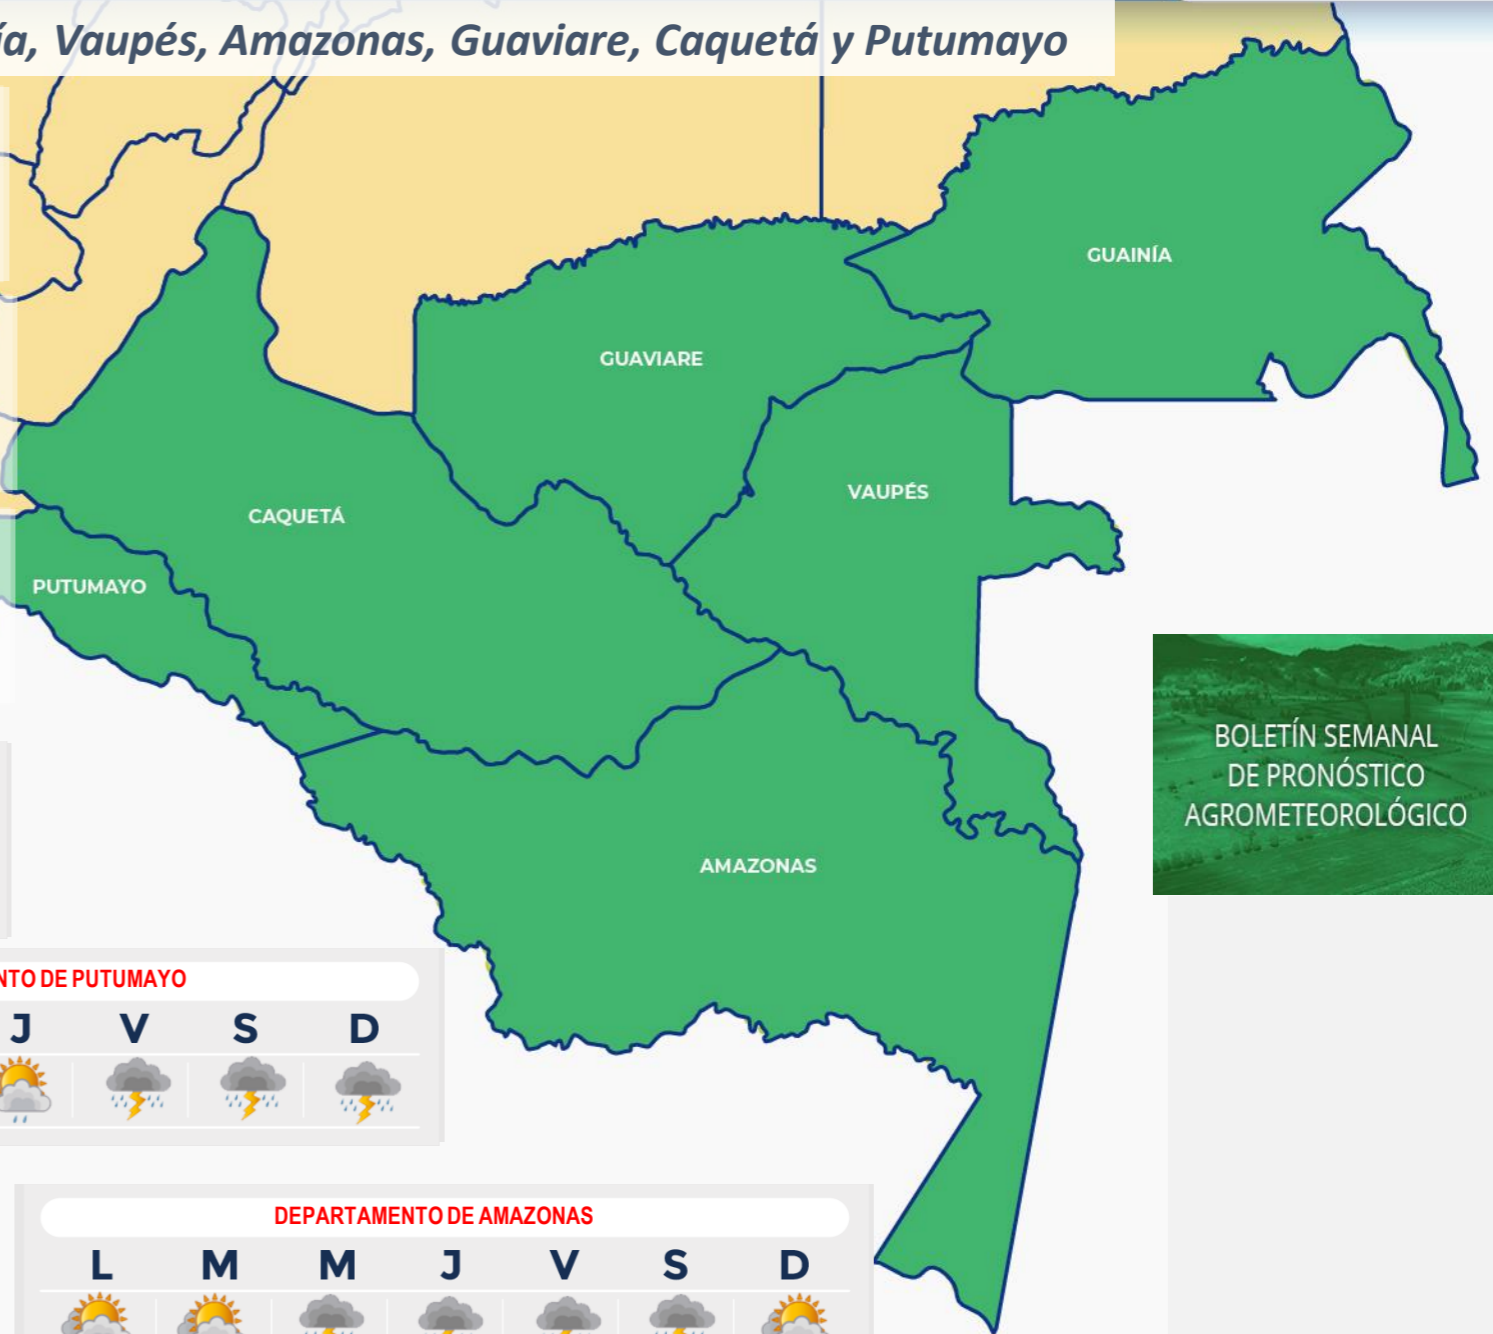 ía, Vaupés, Amazonas, Guaviare, Caquetá y Putumayo
GUAINÍA
GUAVIARE
VAUPÉS
CAQUETÁ
PUTUMAYO
BOLETÍN SEMANAL
DE PRONÓSTICO
AGROMETEOROLÓGICO
AMAZONAS
NTO DE PUTUMAYO
J V S D
DEPARTAMENTO DE AMAZONAS
L M M J V S D